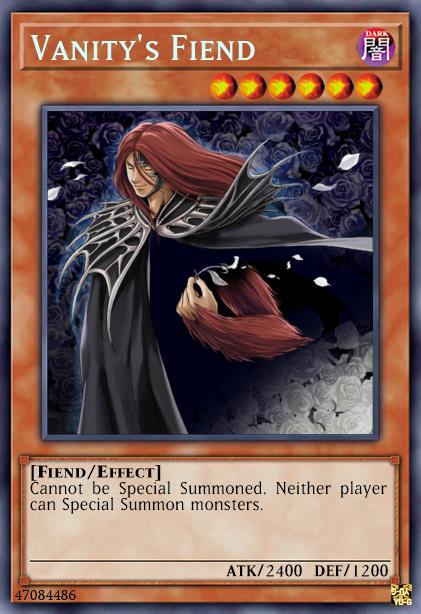 VANITY'S FIEND
DARK
闇
[FIEND/EFFECT]
Cannot be Special Summoned. Neither player
can Special Summon monsters.
ATK/2400 DEF/1200
47084486